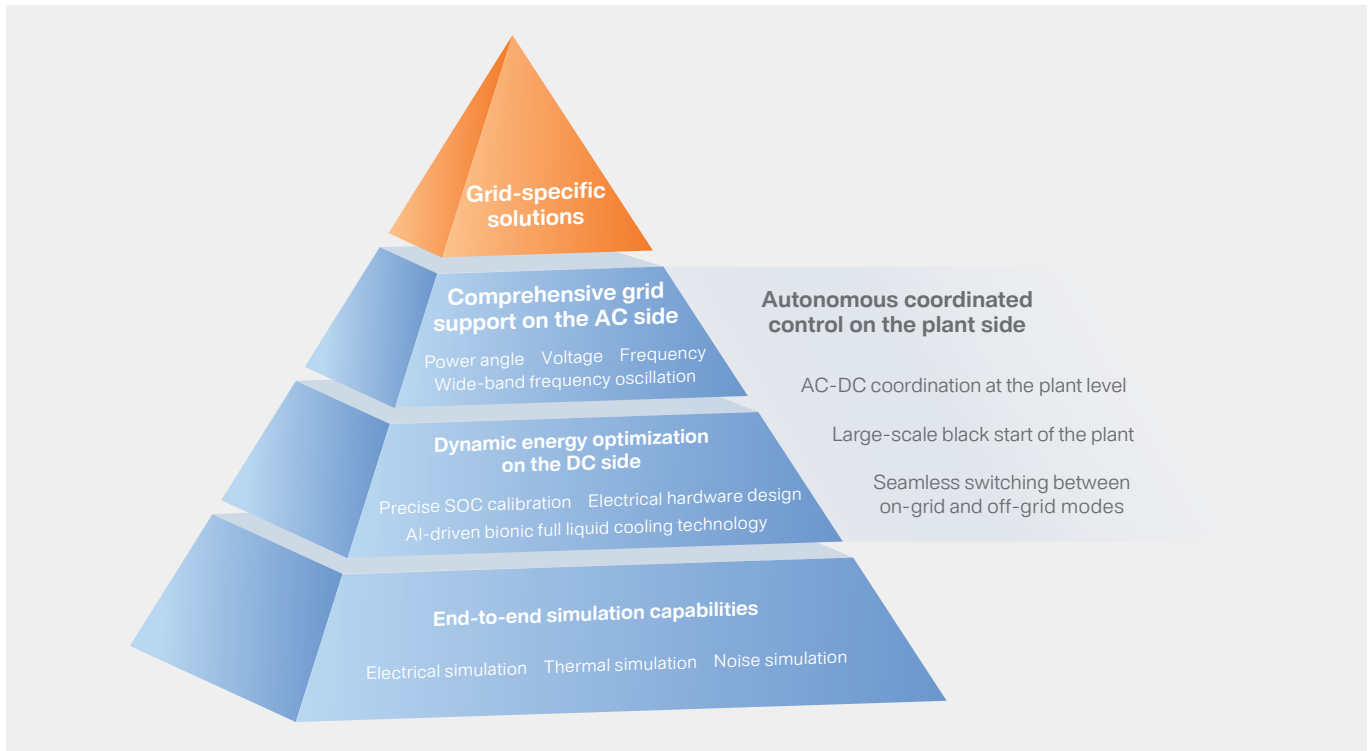 Grid-specific
solutions
Comprehensive grid
support on the AC side
Power angle Voltage Frequency
Wide-band frequency oscillation
Autonomous coordinated
control on the plant side
AC-DC coordination at the plant level
Large-scale black start of the plant
Seamless switching between
on-grid and off-grid modes
Dynamic energy optimization
on the DC side
Precise SOC calibration Electrical hardware design
AI-driven bionic full liquid cooling technology
End-to-end simulation capabilities
Electrical simulation Thermal simulation Noise simulation